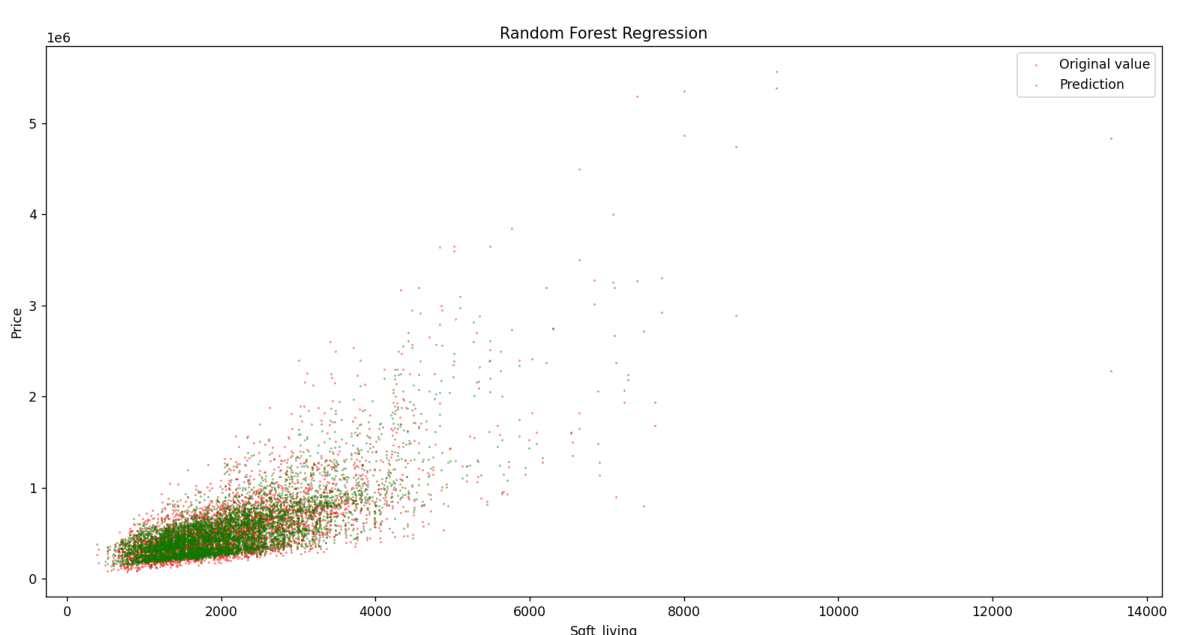 Random Forest Regression
1e6
Original value
Prediction
5
4
3
2
1
0
Price
0 2000 4000 6000 8000 10000 12000 14000
Sqft_living